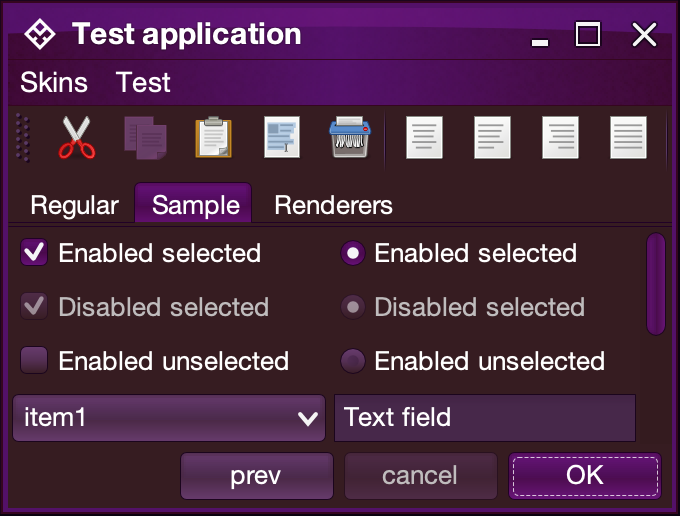 Test application
Skins Test
Regular Sample Renderers
Enabled selected Enabled selected
Disabled selected Disabled selected
Enabled unselected Enabled unselected
item1 Text field
prev cancel OK